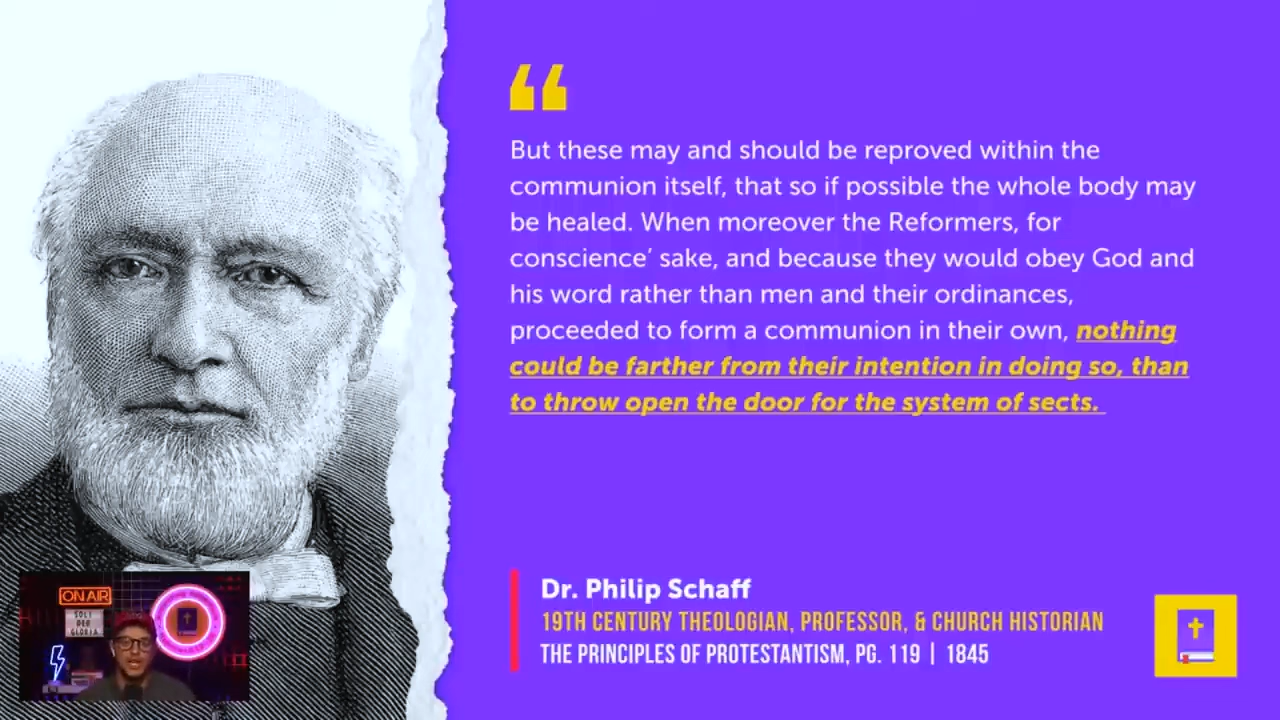 “
But these may and should be reproved within the
communion itself, that so if possible the whole body may
be healed. When moreover the Reformers, for
conscience’ sake, and because they would obey God and
his word rather than men and their ordinances,
proceeded to form a communion in their own, nothing
could be farther from their intention in doing so, than
to throw open the door for the system of sects.
Dr. Philip Schaff
19TH CENTURY THEOLOGIAN, PROFESSOR, & CHURCH HISTORIAN
THE PRINCIPLES OF PROTESTANTISM, PG. 119 | 1845
ON AIR
SOLI
DEO
GLORIA